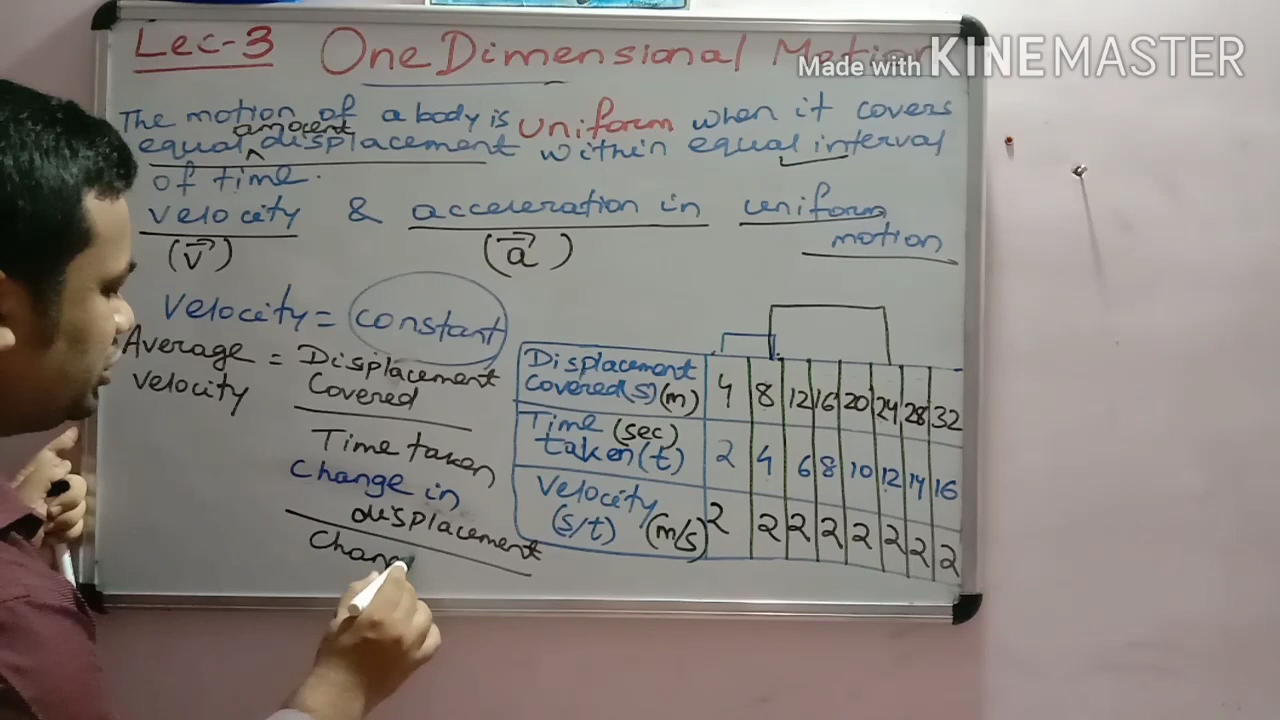 Lec-3 One Dimensional Motion
Made with KINEMASTER
The motion of a body is uniform when it covers
amount
equal displacement within equal interval
of time.
velocity & acceleration in uniform
motion
(v) (a)
Velocity = constant
Average = Displacement
velocity Covered
Time taken
Change in
displacement
Chang
Displacement covered(s)(m) 4 8 12 16 20 24 28 32
Time (sec) taken(t) 2 4 6 8 10 12 14 16
Velocity (s/t) (m/s) 2 2 2 2 2 2 2 2